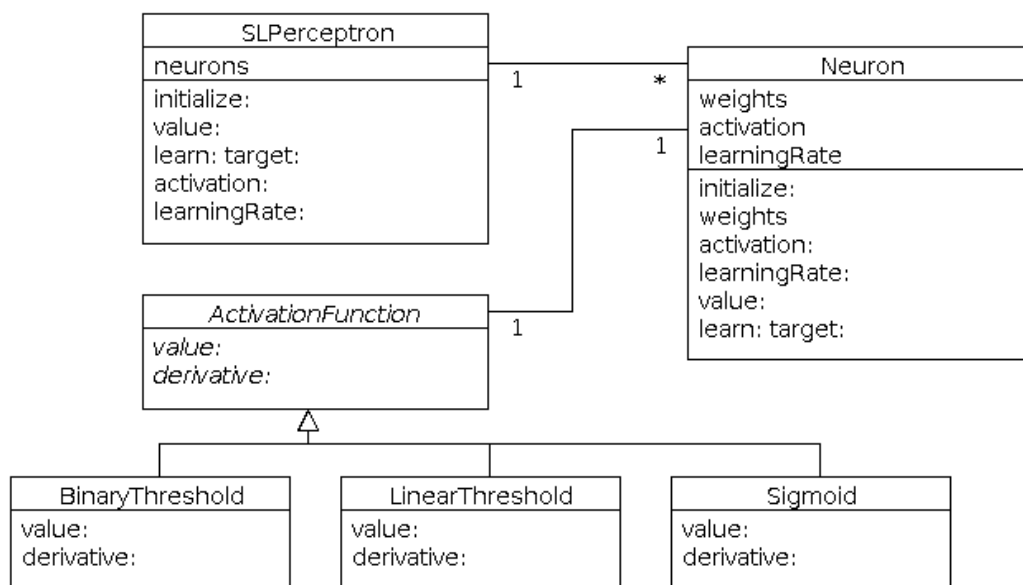 SLPerceptron
neurons
initialize:
value:
learn: target:
activation:
learningRate:
1
*
Neuron
weights
activation
learningRate
initialize:
weights
activation:
learningRate:
value:
learn: target:
1
ActivationFunction
value:
derivative:
1
BinaryThreshold
value:
derivative:
LinearThreshold
value:
derivative:
Sigmoid
value:
derivative: